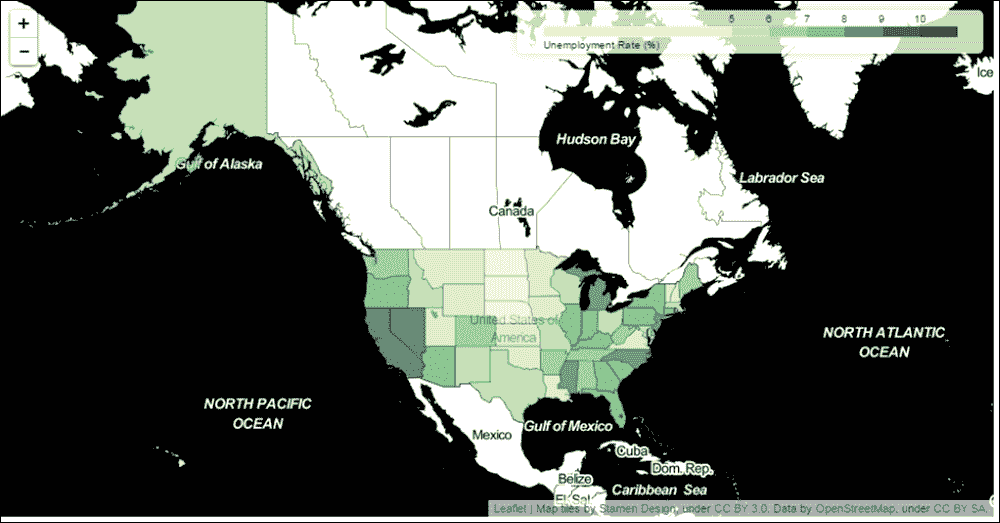 +
5 6 7 8 9 10
−
Unemployment Rate (%)
Ice
Hudson Bay
Gulf of Alaska
Labrador Sea
Canada
United States of
America
NORTH ATLANTIC
OCEAN
NORTH PACIFIC
OCEAN
Gulf of Mexico
Mexico
Cuba
Dom. Rep.
Belize
El Sal.
Caribbean Sea
Leaflet | Map tiles by Stamen Design, under CC BY 3.0. Data by OpenStreetMap, under CC BY SA.